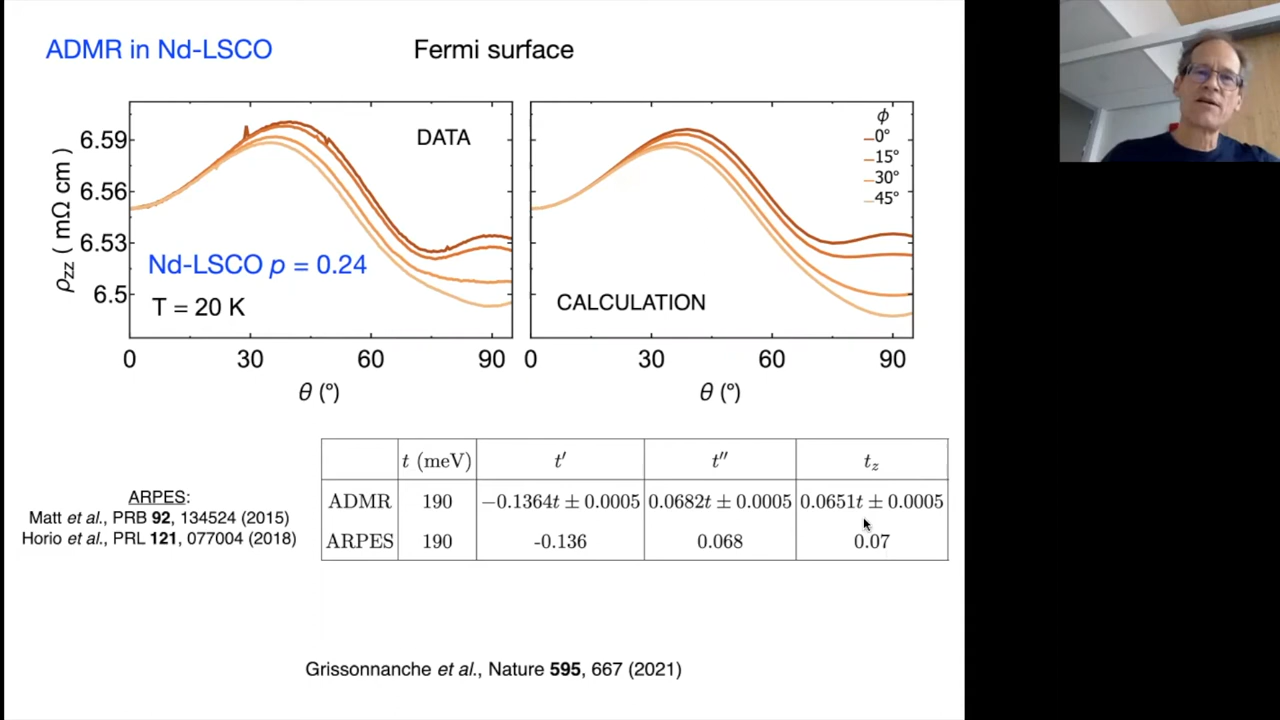 ADMR in Nd-LSCO
Fermi surface
ρzz ( mΩ cm )
6.59
6.56
6.53
6.5
DATA
Nd-LSCO p = 0.24
T = 20 K
0 30 60 90
θ (°)
ϕ
0°
15°
30°
45°
CALCULATION
0 30 60 90
θ (°)
t (meV) t′ t″ tz
ADMR 190 −0.1364t ± 0.0005 0.0682t ± 0.0005 0.0651t ± 0.0005
ARPES 190 -0.136 0.068 0.07
ARPES:
Matt et al., PRB 92, 134524 (2015)
Horio et al., PRL 121, 077004 (2018)
Grissonnanche et al., Nature 595, 667 (2021)